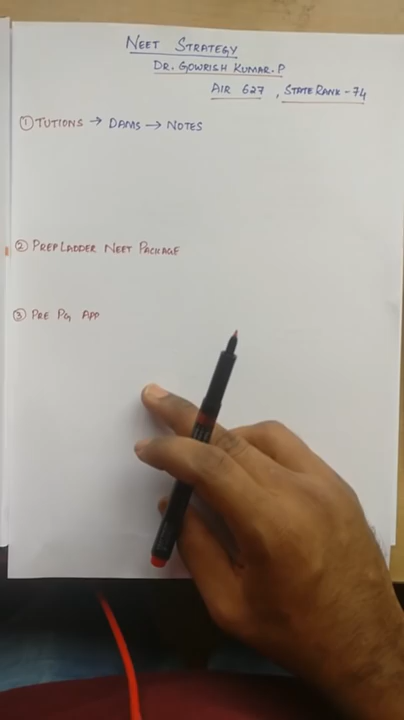 NEET STRATEGY
DR. GOWRISH KUMAR. P
AIR 627 , STATE RANK - 74
① TUTIONS → DAMS → NOTES
② PREPLADDER NEET PACKAGE
③ PRE PG APP